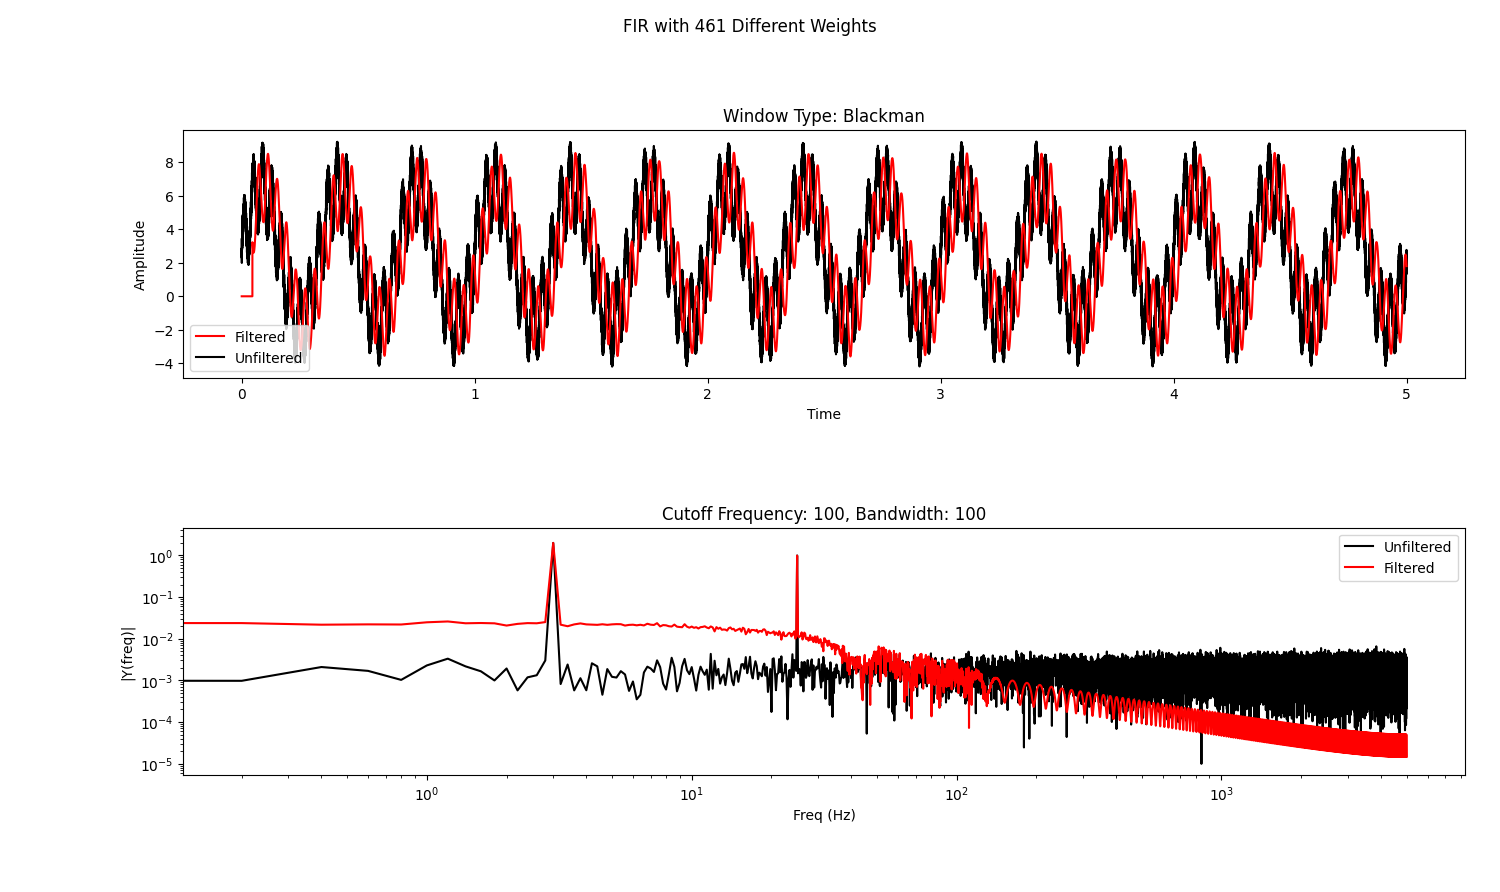 FIR with 461 Different Weights
Window Type: Blackman
Amplitude
8
6
4
2
0
−2
−4
Filtered
Unfiltered
0 1 2 3 4 5
Time
Cutoff Frequency: 100, Bandwidth: 100
|Y(freq)|
10⁰
10⁻¹
10⁻²
10⁻³
10⁻⁴
10⁻⁵
Unfiltered
Filtered
10⁰ 10¹ 10² 10³
Freq (Hz)